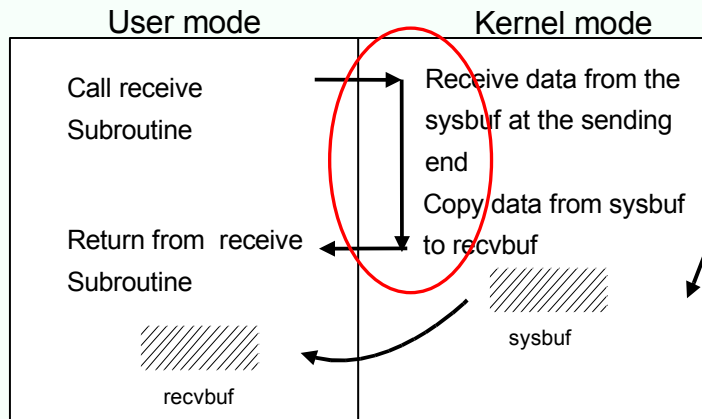 User mode
Kernel mode
Call receive
Subroutine
Receive data from the
sysbuf at the sending
end
Copy data from sysbuf
to recvbuf
Return from receive
Subroutine
sysbuf
recvbuf